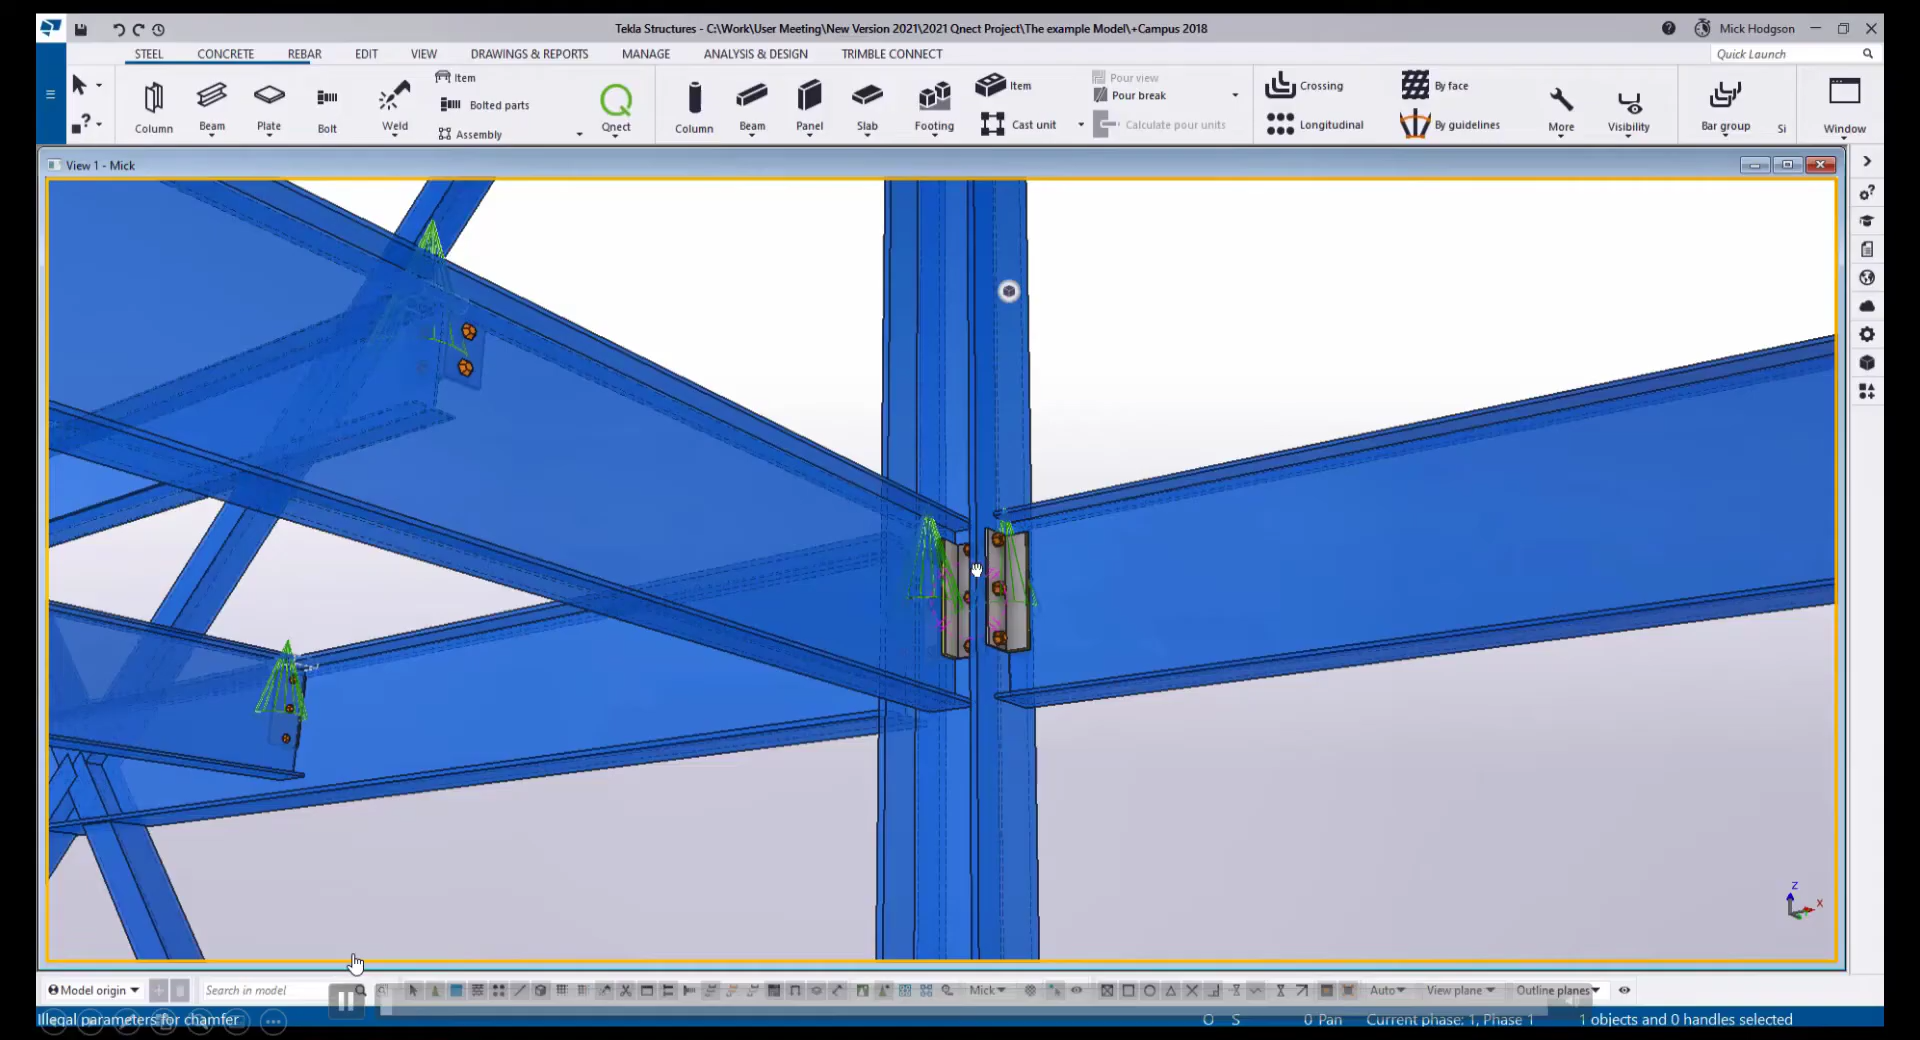 Tekla Structures - C:\Work\User Meeting\New Version 2021\2021 Qnect Project\The example Model\+Campus 2018
Mick Hodgson
STEEL CONCRETE REBAR EDIT VIEW DRAWINGS & REPORTS MANAGE ANALYSIS & DESIGN TRIMBLE CONNECT
Quick Launch
Column Beam Plate Bolt Weld
Item
Bolted parts
Assembly
Qnect
Column Beam Panel Slab Footing
Item
Cast unit
Pour view
Pour break
Calculate pour units
Crossing
Longitudinal
By face
By guidelines
More Visibility Bar group Si Window
View 1 - Mick
Z
X
Model origin Search in model Mick Auto View plane Outline planes
Illegal parameters for chamfer O S 0 Pan Current phase: 1, Phase 1 1 objects and 0 handles selected